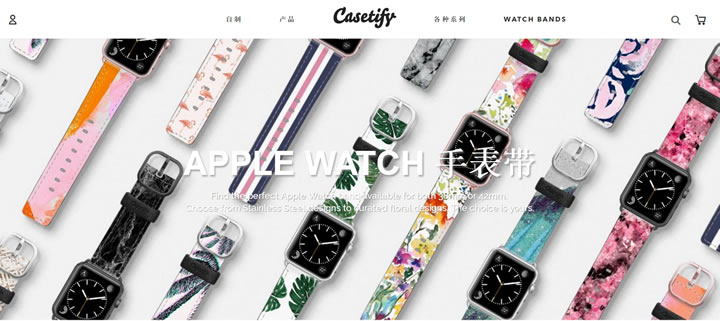 自制
产品
Casetify
各种系列
WATCH BANDS
APPLE WATCH 手表带
Find the perfect Apple Watch band available for both 38mm or 42mm.
Choose from Stainless Steel designs to curated floral designs. The choice is yours.